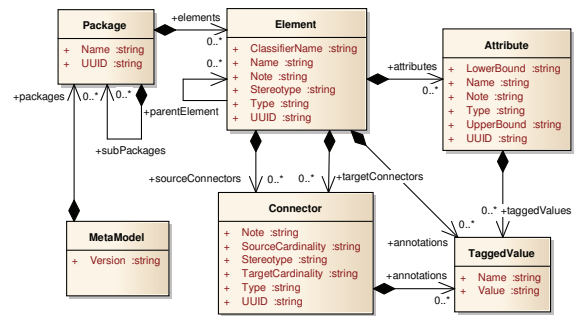 Package
+ Name :string
+ UUID :string
+elements
0..*
Element
+ ClassifierName :string
+ Name :string
+ Note :string
+ Stereotype :string
+ Type :string
+ UUID :string
0..*
+parentElement
+attributes
0..*
Attribute
+ LowerBound :string
+ Name :string
+ Note :string
+ Type :string
+ UpperBound :string
+ UUID :string
+packages
0..*
0..*
+subPackages
+sourceConnectors
0..*
0..*
+targetConnectors
0..*
+taggedValues
MetaModel
+ Version :string
Connector
+ Note :string
+ SourceCardinality :string
+ Stereotype :string
+ TargetCardinality :string
+ Type :string
+ UUID :string
0..*
+annotations
+annotations
0..*
TaggedValue
+ Name :string
+ Value :string